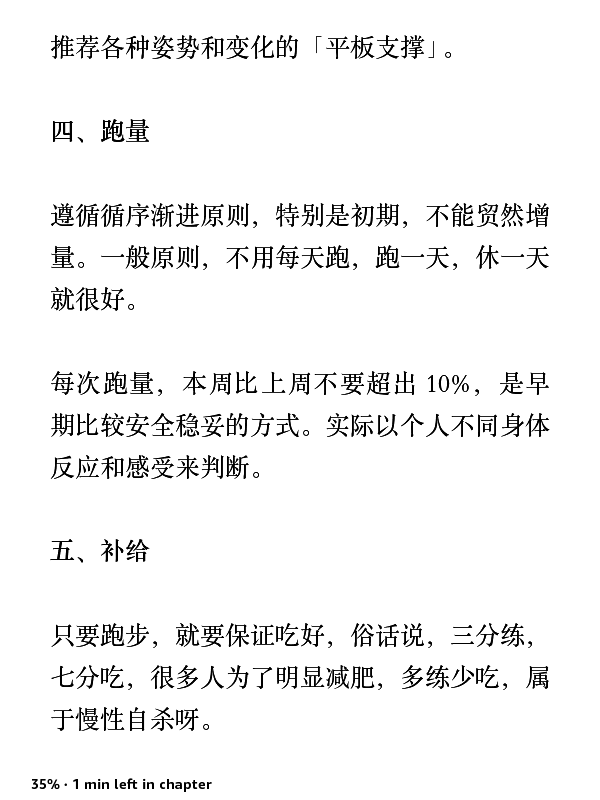 推荐各种姿势和变化的「平板支撑」。
四、跑量
遵循循序渐进原则，特别是初期，不能贸然增
量。一般原则，不用每天跑，跑一天，休一天
就很好。
每次跑量，本周比上周不要超出 10%，是早
期比较安全稳妥的方式。实际以个人不同身体
反应和感受来判断。
五、补给
只要跑步，就要保证吃好，俗话说，三分练，
七分吃，很多人为了明显减肥，多练少吃，属
于慢性自杀呀。
35% · 1 min left in chapter